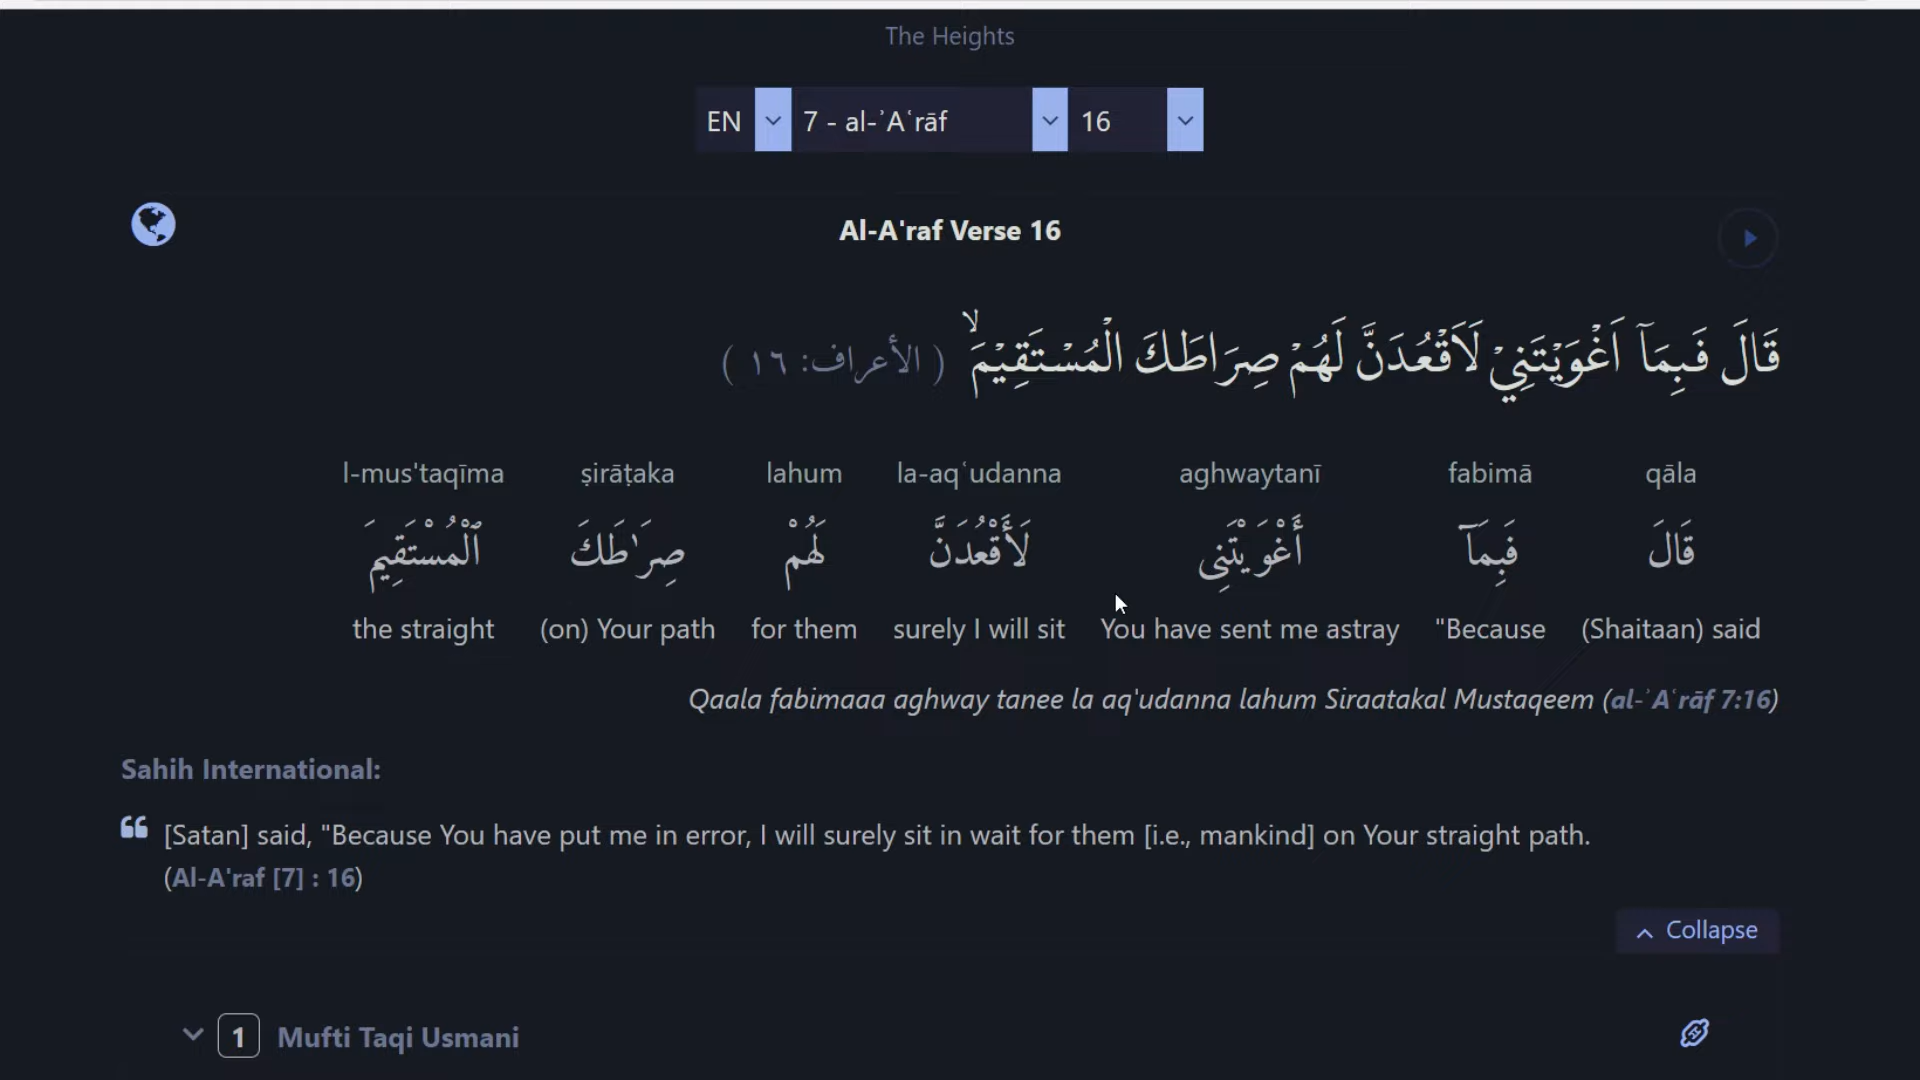 The Heights
EN 7 - al-ʾAʿrāf 16
Al-A'raf Verse 16
قَالَ فَبِمَآ اَغْوَيْتَنِيْ لَاَقْعُدَنَّ لَهُمْ صِرَاطَكَ الْمُسْتَقِيْمَۙ ( الأعراف: ١٦ )
l-mus'taqīma ṣirāṭaka lahum la-aqʿudanna aghwaytanī fabimā qāla
قَالَ فَبِمَآ أَغْوَيْتَنِى لَأَقْعُدَنَّ لَهُمْ صِرَٰطَكَ ٱلْمُسْتَقِيمَ
the straight (on) Your path for them surely I will sit You have sent me astray "Because (Shaitaan) said
Qaala fabimaaa aghway tanee la aq'udanna lahum Siraatakal Mustaqeem (al-ʾAʿrāf 7:16)
Sahih International:
[Satan] said, "Because You have put me in error, I will surely sit in wait for them [i.e., mankind] on Your straight path.
(Al-A'raf [7] : 16)
Collapse
1 Mufti Taqi Usmani